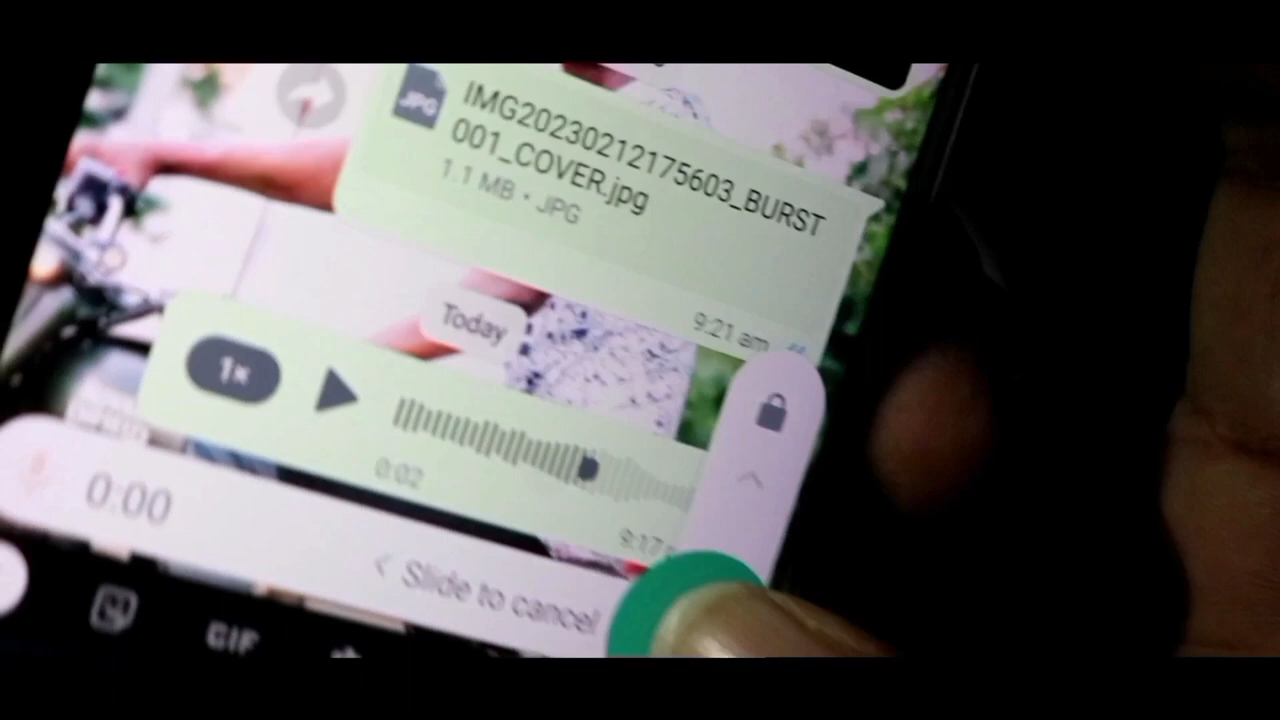 JPG
IMG20230212175603_BURST
001_COVER.jpg
1.1 MB • JPG
9:21 am
Today
1×
0:02
9:17
0:00
< Slide to cancel
GIF